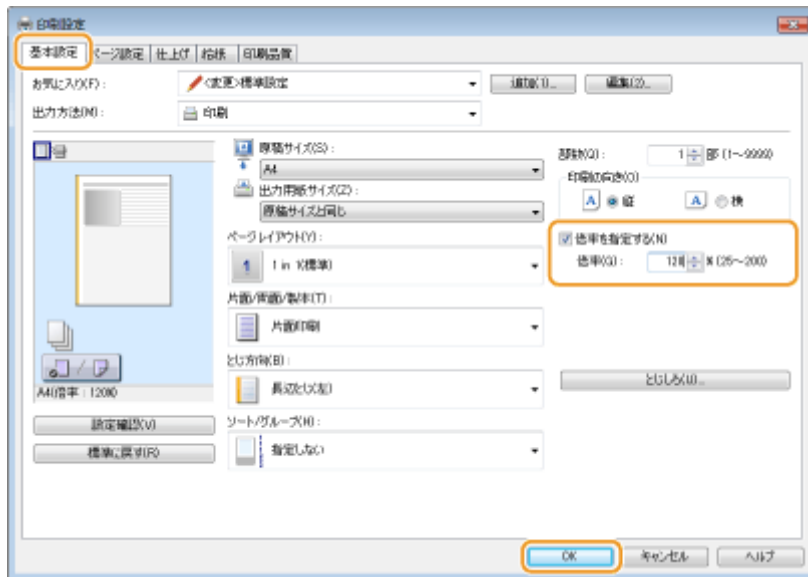 印刷設定
基本設定 ページ設定 仕上げ 給紙 印刷品質
お気に入り(F): <変更>標準設定 追加(1)... 編集(2)...
出力方法(M): 印刷
原稿サイズ(S):
A4
出力用紙サイズ(Z):
原稿サイズと同じ
ページレイアウト(Y):
1 in 1(標準)
片面/両面/製本(T):
片面印刷
とじ方向(B):
長辺とじ(左)
ソート/グループ(H):
指定しない
部数(Q): 1 部 (1～9999)
印刷の向き(O)
A 縦 A 横
倍率を指定する(N)
倍率(G): 120 % (25～200)
とじしろ(U)...
A4(倍率:120%)
設定確認(V)
標準に戻す(R)
OK キャンセル ヘルプ